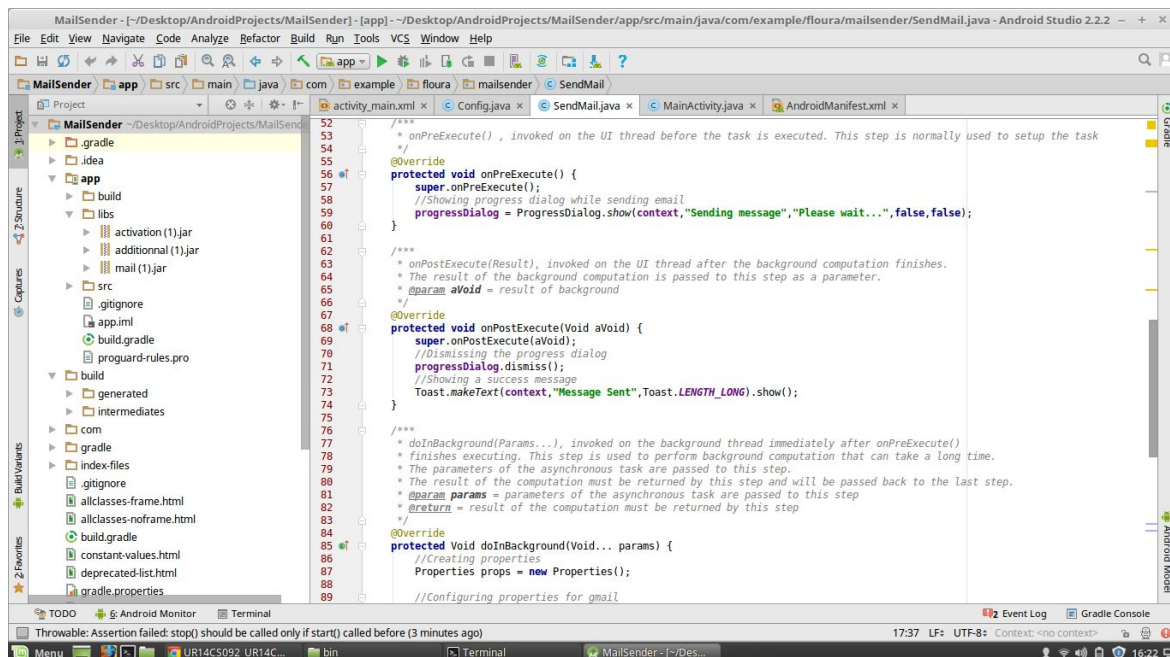 MailSender - [~/Desktop/AndroidProjects/MailSender] - [app] - ~/Desktop/AndroidProjects/MailSender/app/src/main/java/com/example/floura/mailsender/SendMail.java - Android Studio 2.2.2
File Edit View Navigate Code Analyze Refactor Build Run Tools VCS Window Help
app
MailSender app src main java com example floura mailsender SendMail
Project
activity_main.xml Config.java SendMail.java MainActivity.java AndroidManifest.xml
1: Project
Z: Structure
Captures
Build Variants
2: Favorites
MailSender ~/Desktop/AndroidProjects/MailSend
.gradle
.idea
app
build
libs
activation (1).jar
additionnal (1).jar
mail (1).jar
src
.gitignore
app.iml
build.gradle
proguard-rules.pro
build
generated
intermediates
com
gradle
index-files
.gitignore
allclasses-frame.html
allclasses-noframe.html
build.gradle
constant-values.html
deprecated-list.html
gradle.properties
52 /***
53 * onPreExecute() , invoked on the UI thread before the task is executed. This step is normally used to setup the task
54 */
55 @Override
56 protected void onPreExecute() {
57 super.onPreExecute();
58 //Showing progress dialog while sending email
59 progressDialog = ProgressDialog.show(context,"Sending message","Please wait...",false,false);
60 }
61
62 /***
63 * onPostExecute(Result), invoked on the UI thread after the background computation finishes.
64 * The result of the background computation is passed to this step as a parameter.
65 * @param aVoid = result of background
66 */
67 @Override
68 protected void onPostExecute(Void aVoid) {
69 super.onPostExecute(aVoid);
70 //Dismissing the progress dialog
71 progressDialog.dismiss();
72 //Showing a success message
73 Toast.makeText(context,"Message Sent",Toast.LENGTH_LONG).show();
74 }
75
76 /***
77 * doInBackground(Params...), invoked on the background thread immediately after onPreExecute()
78 * finishes executing. This step is used to perform background computation that can take a long time.
79 * The parameters of the asynchronous task are passed to this step.
80 * The result of the computation must be returned by this step and will be passed back to the last step.
81 * @param params = parameters of the asynchronous task are passed to this step
82 * @return = result of the computation must be returned by this step
83 */
84 @Override
85 protected Void doInBackground(Void... params) {
86 //Creating properties
87 Properties props = new Properties();
88
89 //Configuring properties for gmail
Gradle
Android Model
TODO 6: Android Monitor Terminal 2 Event Log Gradle Console
Throwable: Assertion failed: stop() should be called only if start() called before (3 minutes ago) 17:37 LF: UTF-8: Context: <no context>
Menu UR14CS092_UR14C... bin Terminal MailSender - [~/Des... 16:22